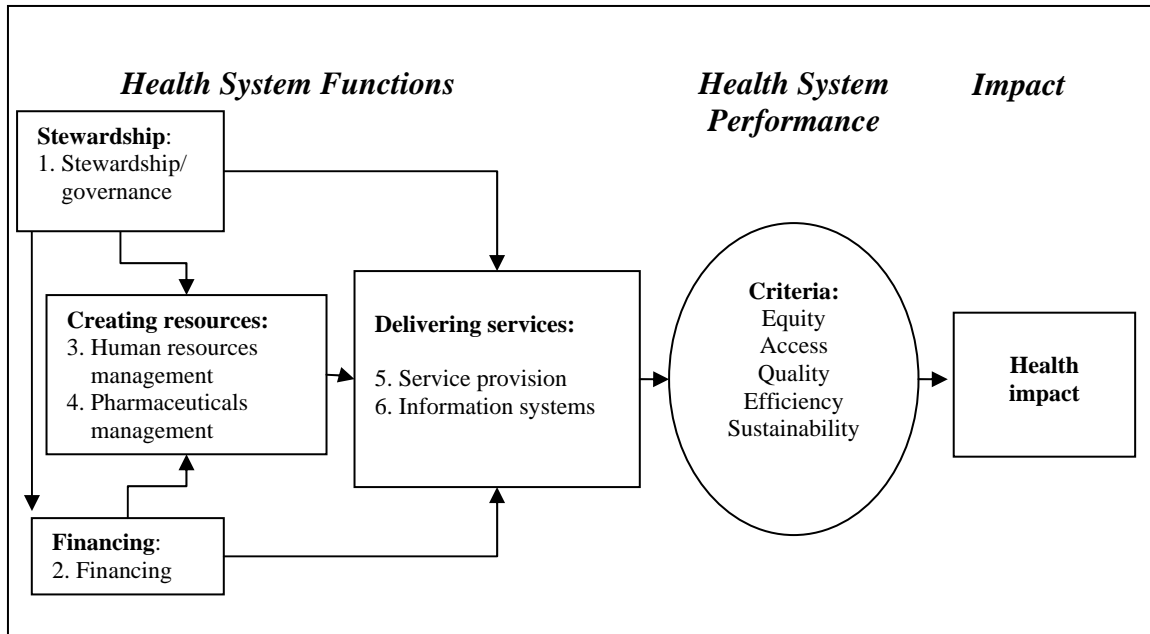 Health System Functions
Health System
Performance
Impact
Stewardship:
1. Stewardship/
governance
Creating resources:
3. Human resources
management
4. Pharmaceuticals
management
Financing:
2. Financing
Delivering services:
5. Service provision
6. Information systems
Criteria:
Equity
Access
Quality
Efficiency
Sustainability
Health
impact